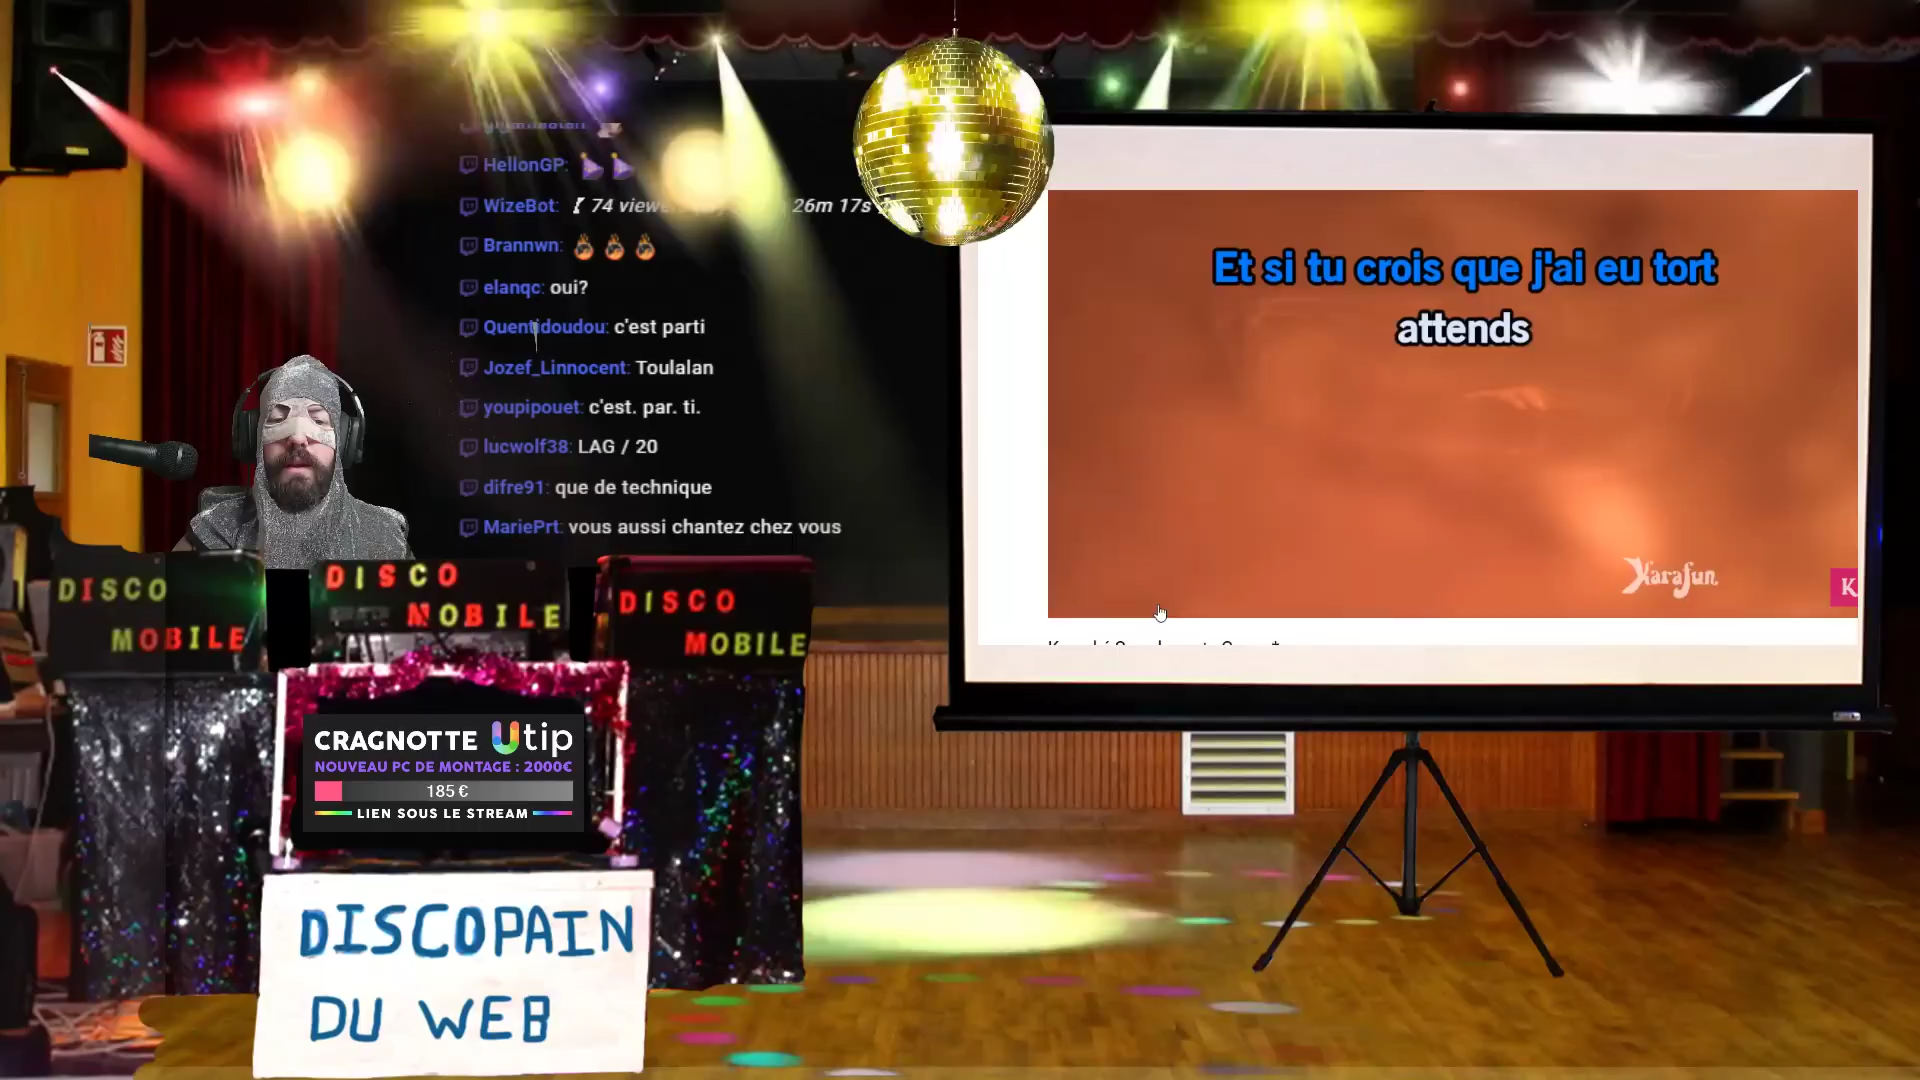 HellonGP:
WizeBot: 74 26m 17s
Brannwn:
elanqc: oui?
Quentidoudou: c'est parti
Jozef_Linnocent: Toulalan
youpipouet: c'est. par. ti.
lucwolf38: LAG / 20
difre91: que de technique
MariePrt: vous aussi chantez chez vous
Et si tu crois que j'ai eu tort
attends
Karafun
K
DISCO
MOBILE
DISCO
MOBILE
DISCO
MOBILE
CRAGNOTTE Utip
NOUVEAU PC DE MONTAGE : 2000€
185 €
LIEN SOUS LE STREAM
DISCOPAIN
DU WEB